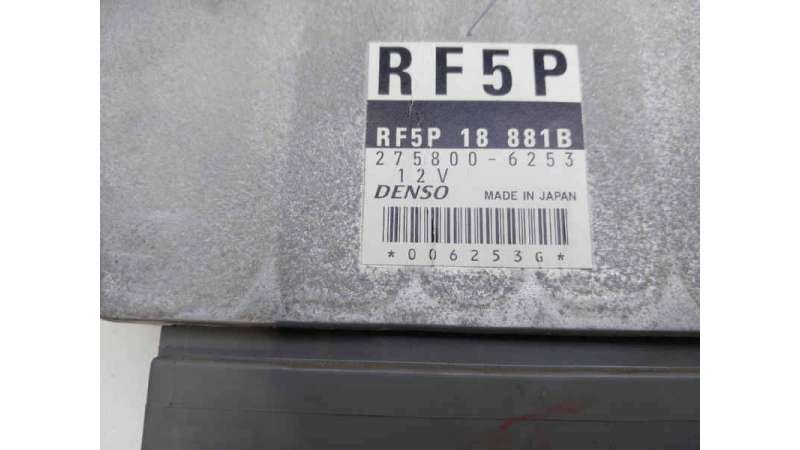 RF5P
RF5P 18 881B
275800-6253
12V
DENSO MADE IN JAPAN
*006253G*